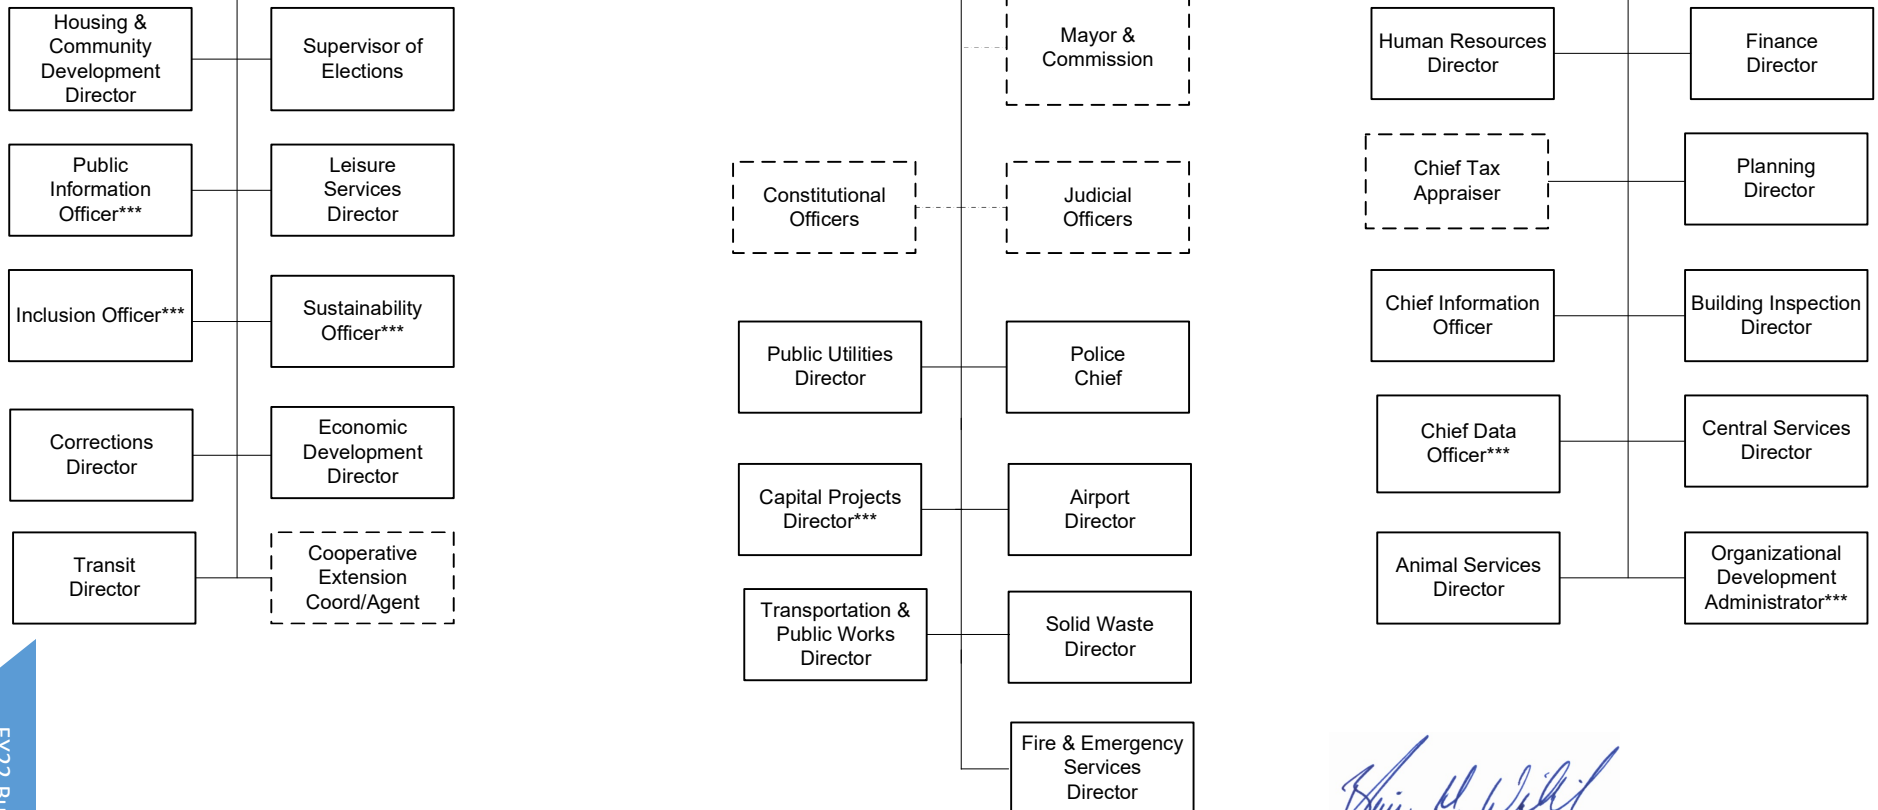 Housing &
Community
Development
Director
Supervisor of
Elections
Public
Information
Officer***
Leisure
Services
Director
Inclusion Officer***
Sustainability
Officer***
Corrections
Director
Economic
Development
Director
Transit
Director
Cooperative
Extension
Coord/Agent
Mayor &
Commission
Constitutional
Officers
Judicial
Officers
Public Utilities
Director
Police
Chief
Capital Projects
Director***
Airport
Director
Transportation &
Public Works
Director
Solid Waste
Director
Fire & Emergency
Services
Director
Human Resources
Director
Finance
Director
Chief Tax
Appraiser
Planning
Director
Chief Information
Officer
Building Inspection
Director
Chief Data
Officer***
Central Services
Director
Animal Services
Director
Organizational
Development
Administrator***
FY22